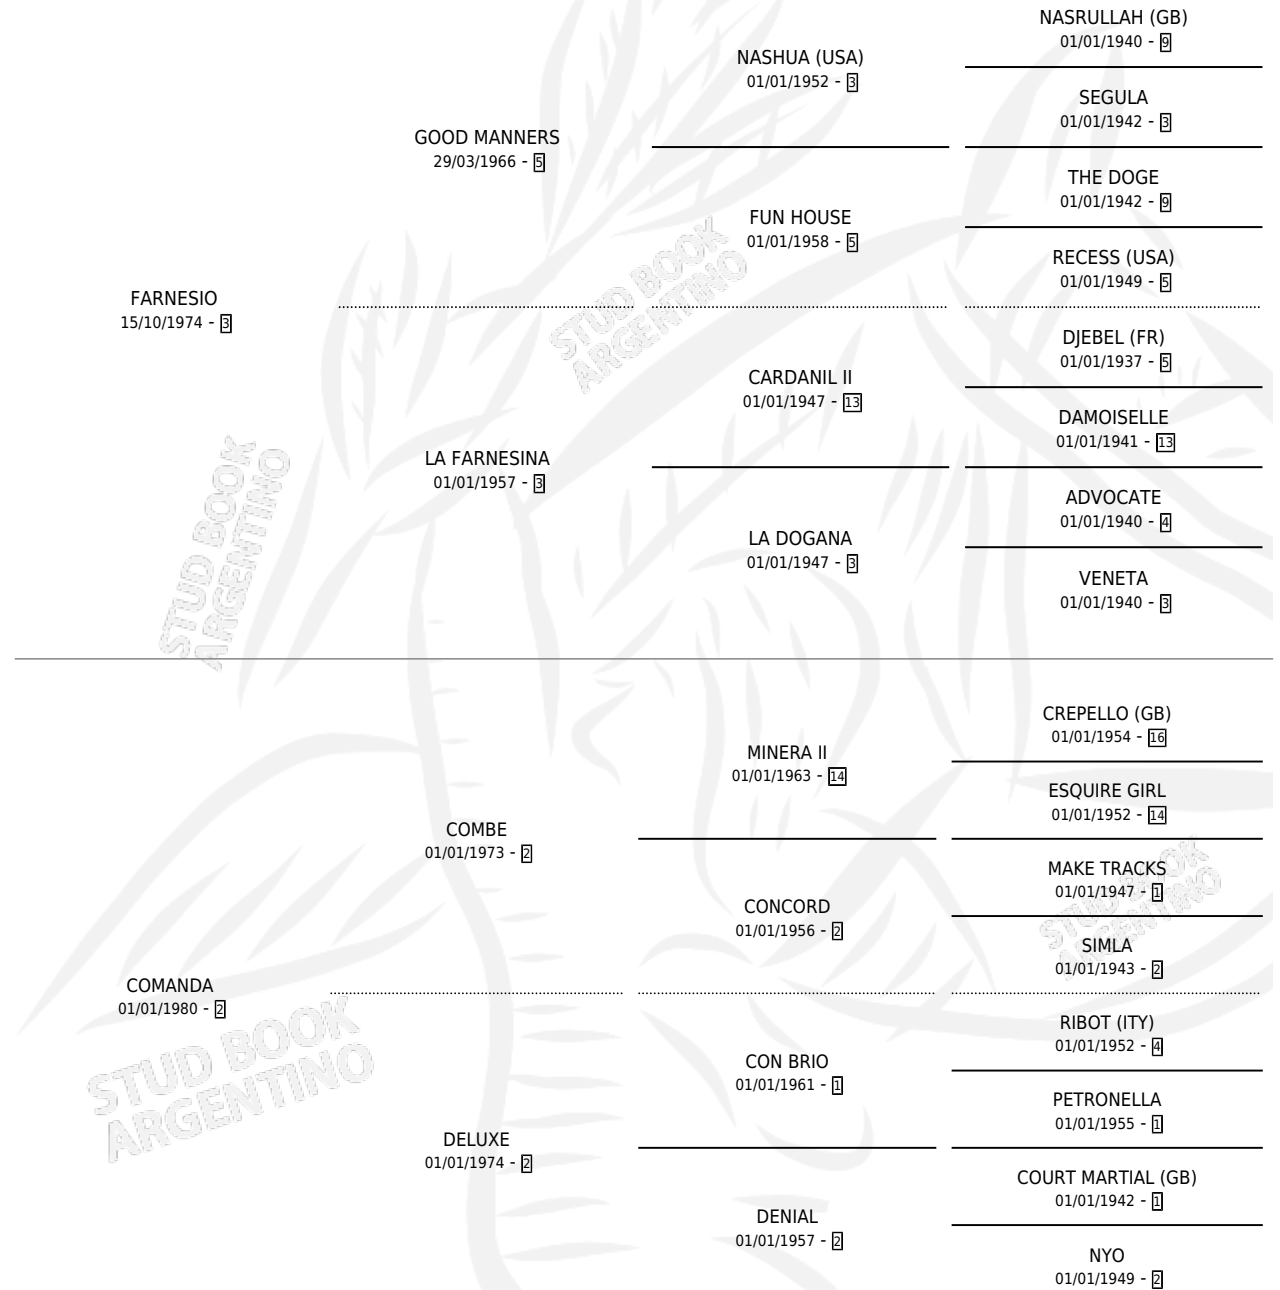 NASRULLAH (GB)
01/01/1940 - 9
NASHUA (USA)
01/01/1952 - 3
SEGULA
01/01/1942 - 3
GOOD MANNERS
29/03/1966 - 5
THE DOGE
01/01/1942 - 9
FUN HOUSE
01/01/1958 - 5
RECESS (USA)
01/01/1949 - 5
FARNESIO
15/10/1974 - 3
DJEBEL (FR)
01/01/1937 - 5
CARDANIL II
01/01/1947 - 13
DAMOISELLE
01/01/1941 - 13
LA FARNESINA
01/01/1957 - 3
ADVOCATE
01/01/1940 - 4
LA DOGANA
01/01/1947 - 3
VENETA
01/01/1940 - 3
STUD BOOK
ARGENTINO
STUD BOOK
ARGENTINO
CREPELLO (GB)
01/01/1954 - 16
MINERA II
01/01/1963 - 14
ESQUIRE GIRL
01/01/1952 - 14
COMBE
01/01/1973 - 2
MAKE TRACKS
01/01/1947 - 1
CONCORD
01/01/1956 - 2
SIMLA
01/01/1943 - 2
COMANDA
01/01/1980 - 2
RIBOT (ITY)
01/01/1952 - 4
CON BRIO
01/01/1961 - 1
PETRONELLA
01/01/1955 - 1
DELUXE
01/01/1974 - 2
COURT MARTIAL (GB)
01/01/1942 - 1
DENIAL
01/01/1957 - 2
NYO
01/01/1949 - 2
STUD BOOK
ARGENTINO
STUD BOOK
ARGENTINO